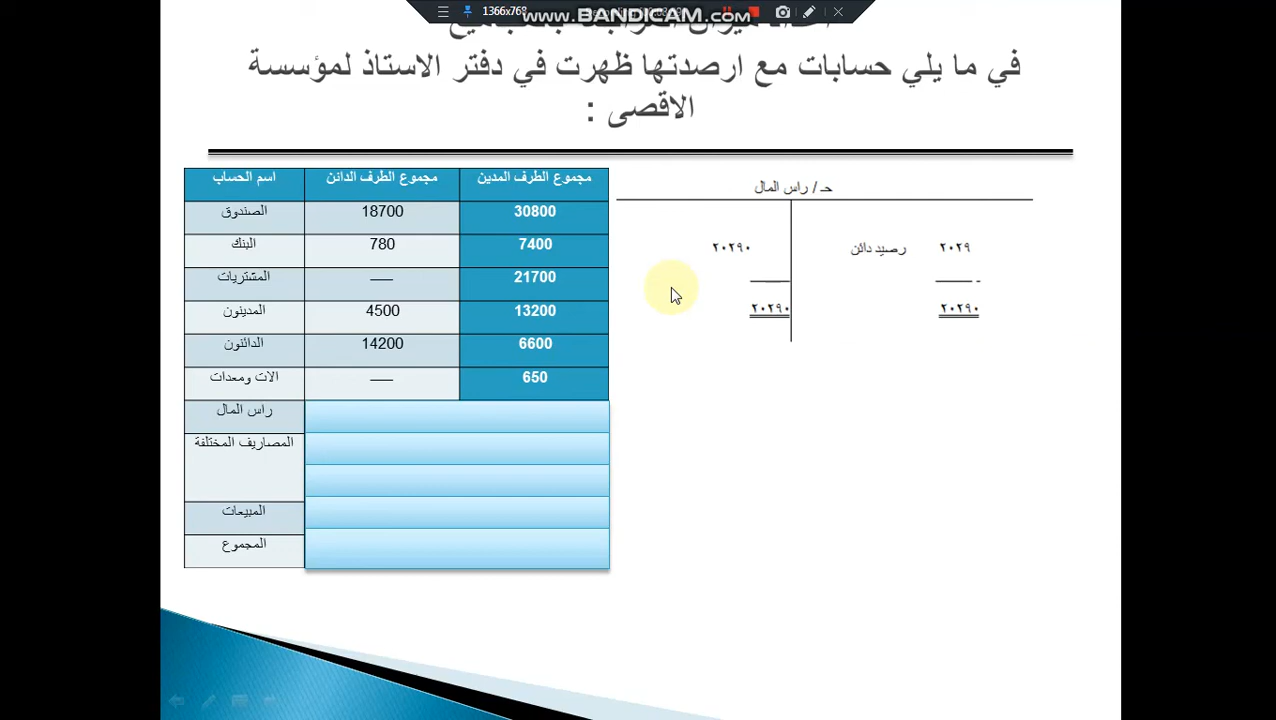 1366x768
www.BANDICAM.com
في ما يلي حسابات مع ارصدتها ظهرت في دفتر الاستاذ لمؤسسة
الاقصى :
حـ / راس المال
٢٠٢٩ رصيد دائن ٢٠٢٩٠
٢٠٢٩٠ ٢٠٢٩٠
مجموع الطرف المدين مجموع الطرف الدائن اسم الحساب
30800 18700 الصندوق
7400 780 البنك
21700 — المشتريات
13200 4500 المدينون
6600 14200 الدائنون
650 — الات ومعدات
راس المال
المصاريف المختلفة
المبيعات
المجموع